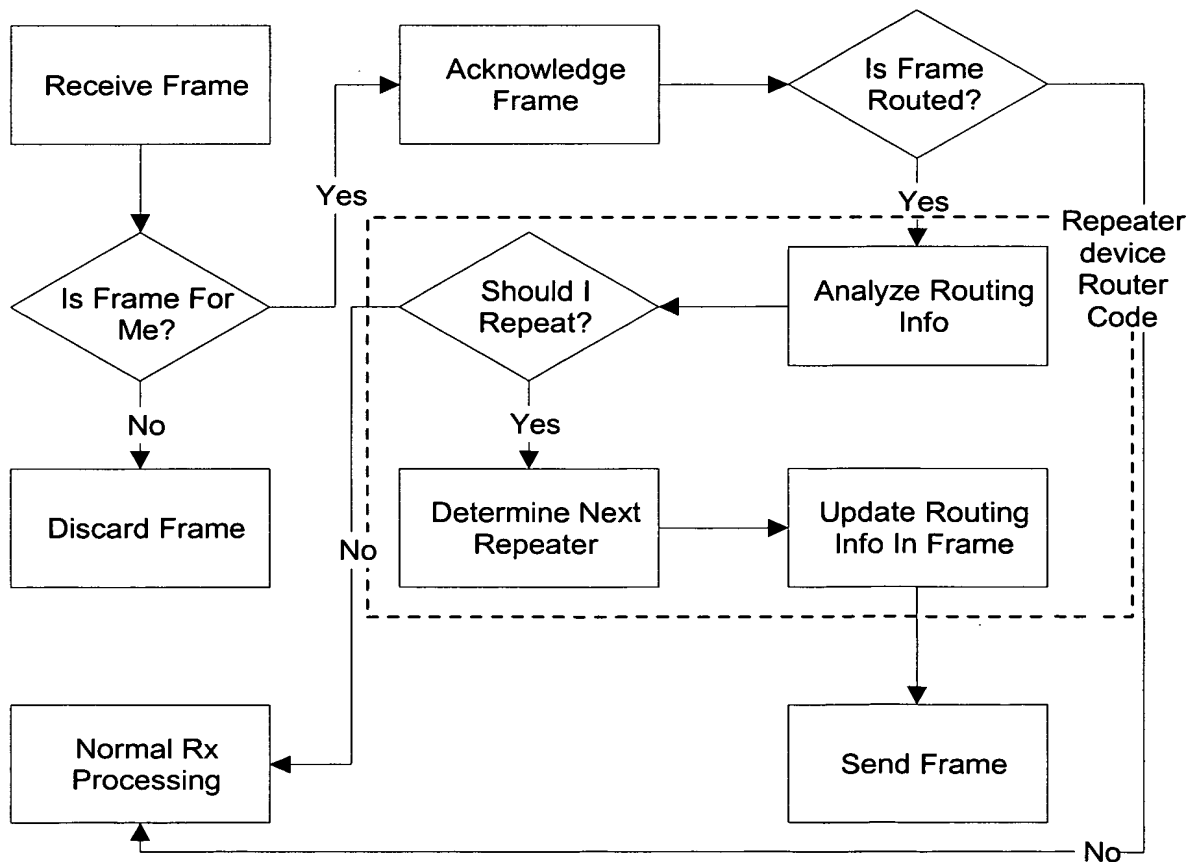 Receive Frame
Acknowledge
Frame
Is Frame
Routed?
Yes
Yes
Repeater
device
Router
Code
Is Frame For
Me?
Should I
Repeat?
Analyze Routing
Info
No
Yes
Discard Frame
No
Determine Next
Repeater
Update Routing
Info In Frame
Normal Rx
Processing
Send Frame
No